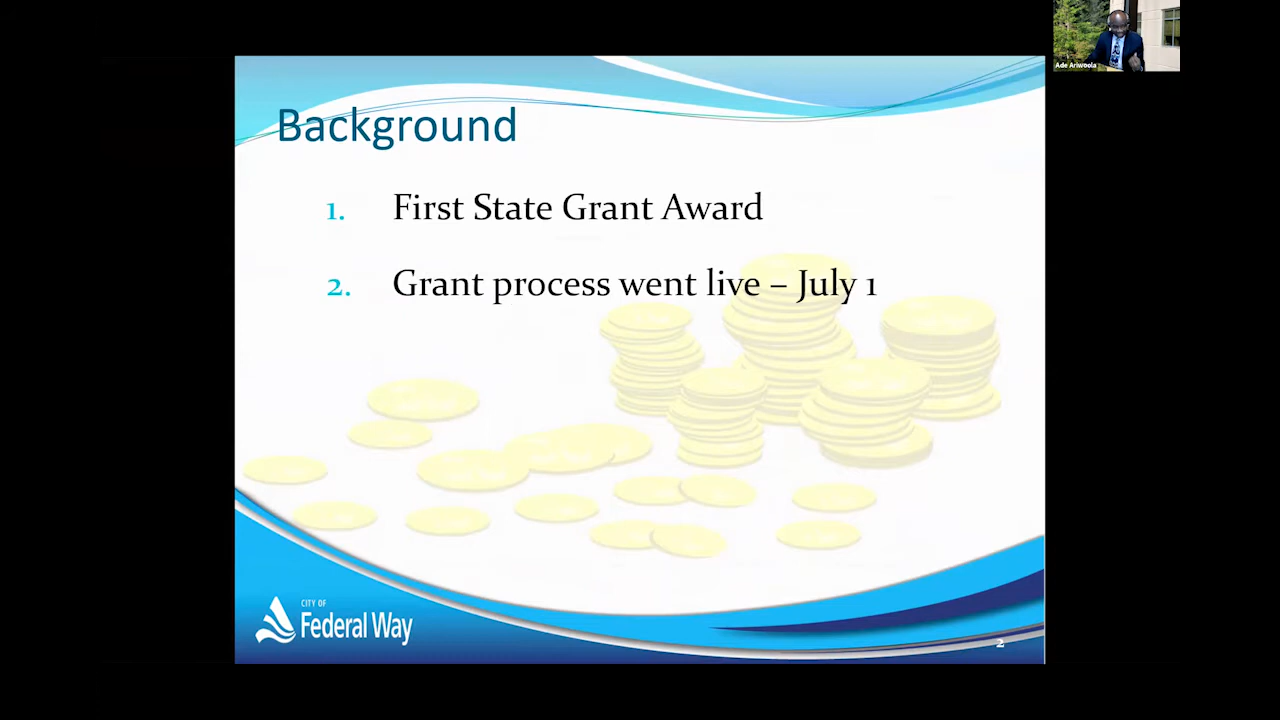 Ade Ariwoola
Background
1. First State Grant Award
2. Grant process went live – July 1
CITY OF
Federal Way
2